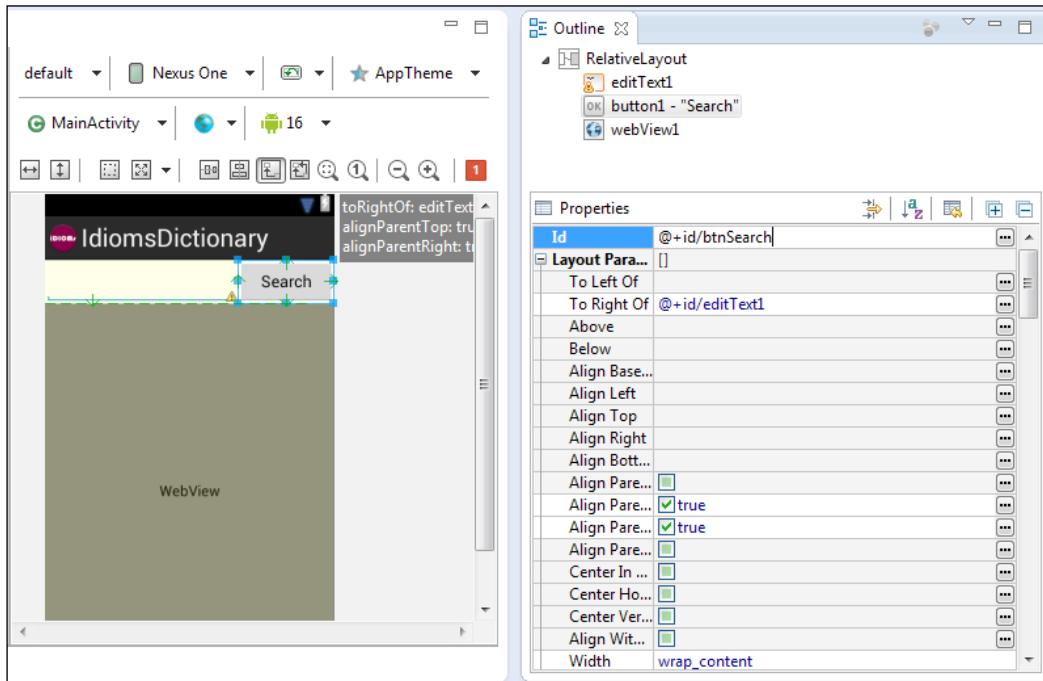 default Nexus One AppTheme
MainActivity 16
1
toRightOf: editText
alignParentTop: tru
alignParentRight: tr
IDIOMS IdiomsDictionary
Search
WebView
Outline
RelativeLayout
editText1
OK button1 - "Search"
webView1
Properties
Id @+id/btnSearch
Layout Para... []
To Left Of
To Right Of @+id/editText1
Above
Below
Align Base...
Align Left
Align Top
Align Right
Align Bott...
Align Pare...
Align Pare... true
Align Pare... true
Align Pare...
Center In ...
Center Ho...
Center Ver...
Align Wit...
Width wrap_content